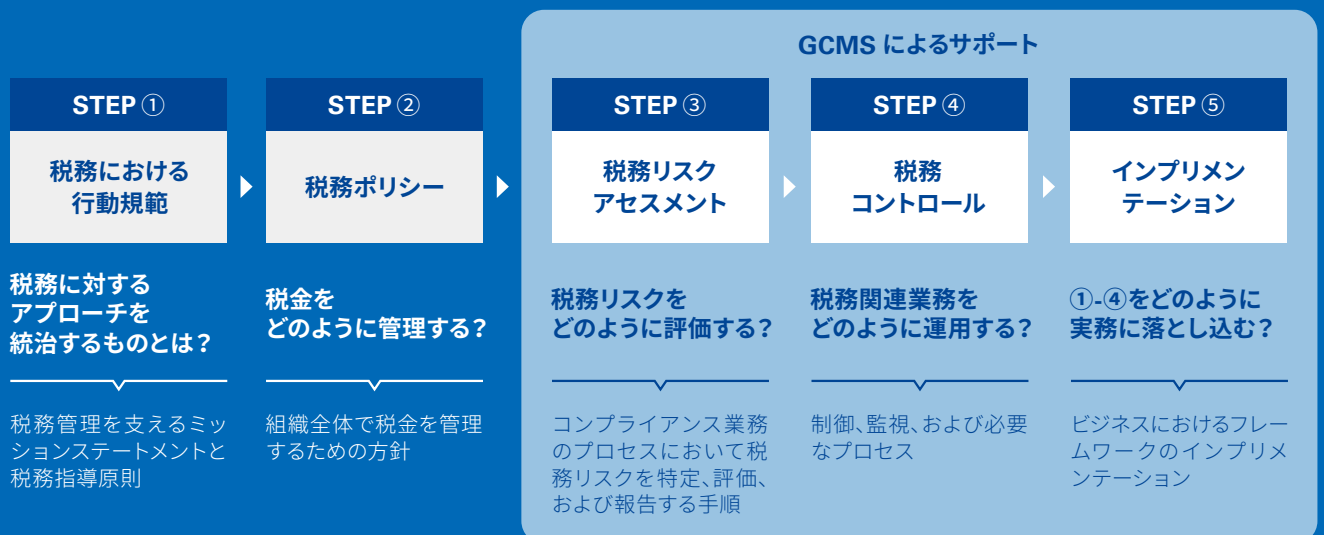 GCMS によるサポート
STEP ①
税務における
行動規範
税務に対する
アプローチを
統治するものとは?
税務管理を支えるミッ
ションステートメントと
税務指導原則
STEP ②
税務ポリシー
税金を
どのように管理する?
組織全体で税金を管理
するための方針
STEP ③
税務リスク
アセスメント
税務リスクを
どのように評価する?
コンプライアンス業務
のプロセスにおいて税
務リスクを特定、評価、
および報告する手順
STEP ④
税務
コントロール
税務関連業務を
どのように運用する?
制御、監視、および必要
なプロセス
STEP ⑤
インプリメン
テーション
①-④をどのように
実務に落とし込む?
ビジネスにおけるフレー
ムワークのインプリメ
ンテーション